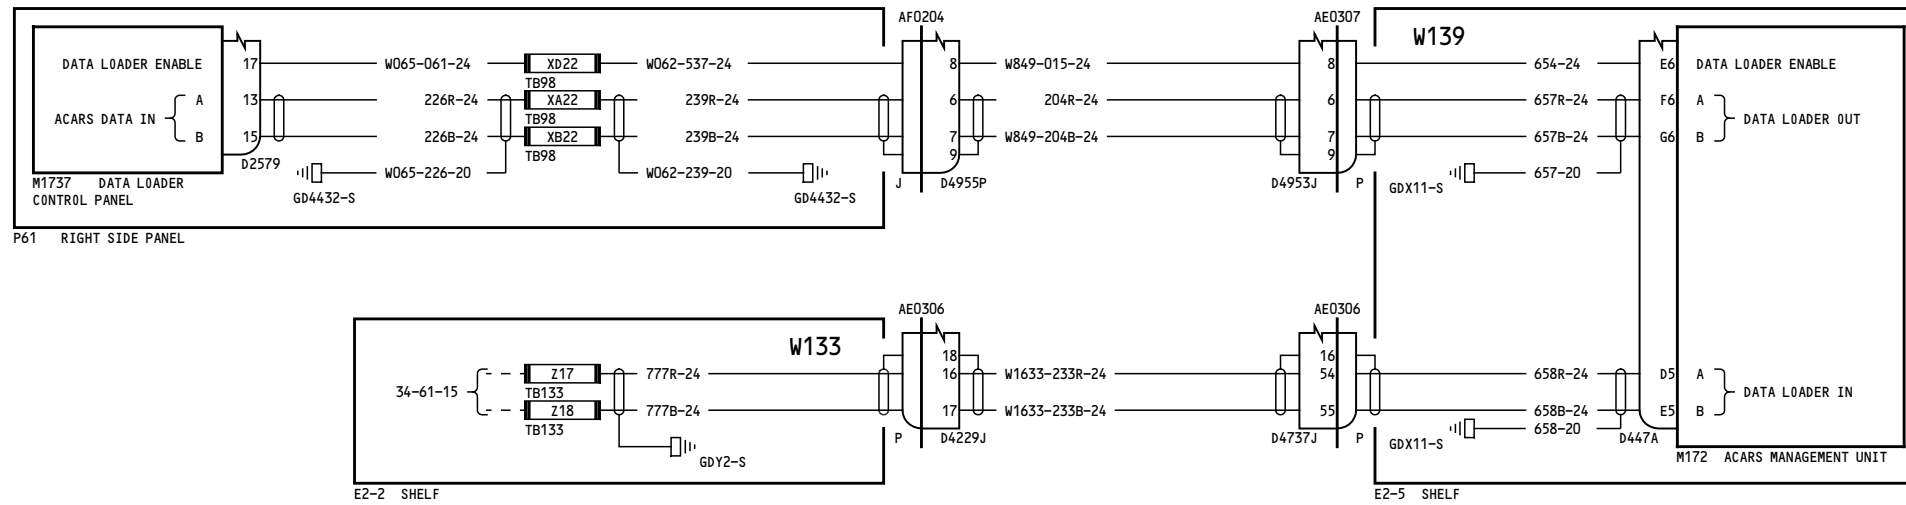 AF0204
AE0307
W139
DATA LOADER ENABLE 17 W065-061-24 XD22 W062-537-24 8 W849-015-24 8 654-24 E6 DATA LOADER ENABLE
TB98
A 13 226R-24 XA22 239R-24 6 6 204R-24 6 657R-24 F6 A
ACARS DATA IN
TB98
DATA LOADER OUT
B 15 226B-24 XB22 239B-24 7 W849-204B-24 7 657B-24 G6 B
TB98
9 9
D2579
W065-226-20 W062-239-20 657-20
M1737 DATA LOADER
CONTROL PANEL
GD4432-S GD4432-S
J D4955P D4953J P GDX11-S
P61 RIGHT SIDE PANEL
AE0306 AE0306
W133
18 16
Z17 777R-24 16 W1633-233R-24 54 658R-24 D5 A
34-61-15
TB133
DATA LOADER IN
Z18 777B-24 17 W1633-233B-24 55 658B-24 E5 B
TB133
658-20
P D4229J D4737J P GDX11-S D447A
GDY2-S
M172 ACARS MANAGEMENT UNIT
E2-2 SHELF
E2-5 SHELF